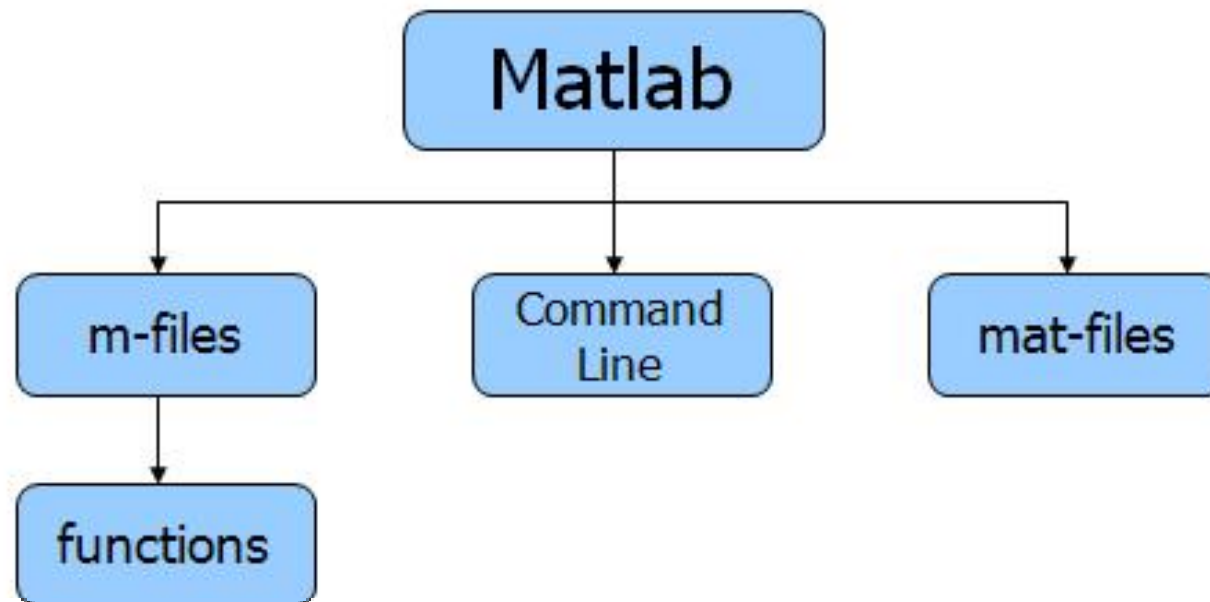 Matlab
m-files
Command
Line
mat-files
functions